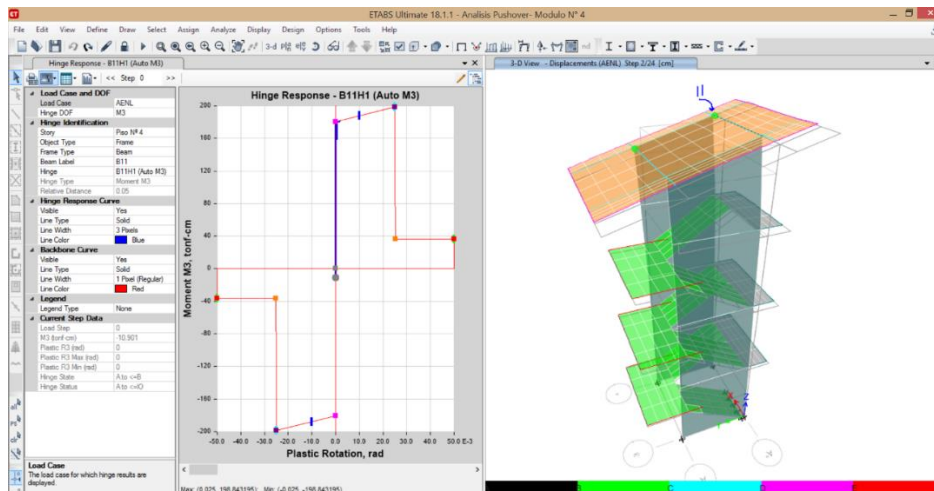 ETABS Ultimate 18.1.1 - Analisis Pushover- Modulo N° 4
File Edit View Define Draw Select Assign Analyze Display Design Options Tools Help
Hinge Response - B11H1 (Auto M3)
<< Step 0 >>
Load Case and DOF
Load Case AENL
Hinge DOF M3
Hinge Identification
Story Piso Nº 4
Object Type Frame
Frame Type Beam
Beam Label B11
Hinge B11H1 (Auto M3)
Hinge Type Moment M3
Relative Distance 0.05
Hinge Response Curve
Visible Yes
Line Type Solid
Line Width 3 Pixels
Line Color Blue
Backbone Curve
Visible Yes
Line Type Solid
Line Width 1 Pixel (Regular)
Line Color Red
Legend
Legend Type None
Current Step Data
Load Step 0
M3 (tonf-cm) -10.901
Plastic R3 (rad) 0
Plastic R3 Max (rad) 0
Plastic R3 Min (rad) 0
Hinge State A to <=B
Hinge Status A to <=IO
Load Case
The load case for which hinge results are
displayed.
Hinge Response - B11H1 (Auto M3)
Moment M3, tonf-cm
200
160
120
80
40
0
-40
-80
-120
-160
-200
-50.0 -40.0 -30.0 -20.0 -10.0 0.0 10.0 20.0 30.0 40.0 50.0 E-3
Plastic Rotation, rad
Max: (0.025, 198.843195); Min: (-0.025, -198.843195)
3-D View - Displacements (AENL) Step 2/24 [cm]
X
Z
B C D E